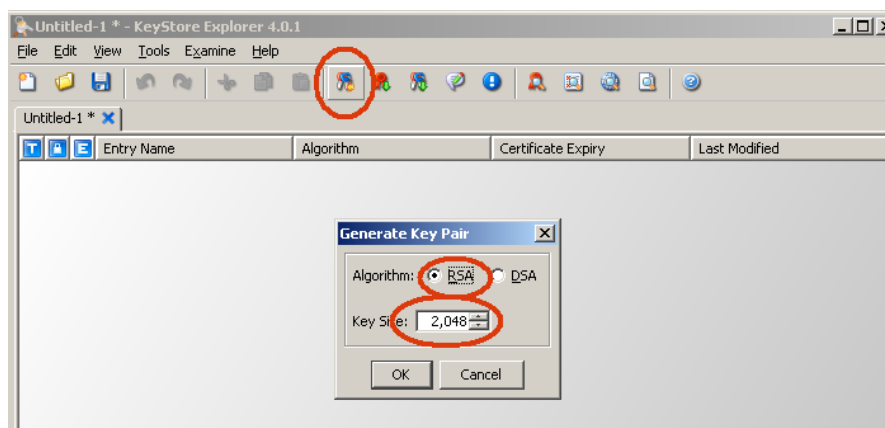 Untitled-1 * - KeyStore Explorer 4.0.1
File Edit View Tools Examine Help
Untitled-1 *
T E Entry Name Algorithm Certificate Expiry Last Modified
Generate Key Pair
Algorithm: RSA DSA
Key Size: 2,048
OK Cancel